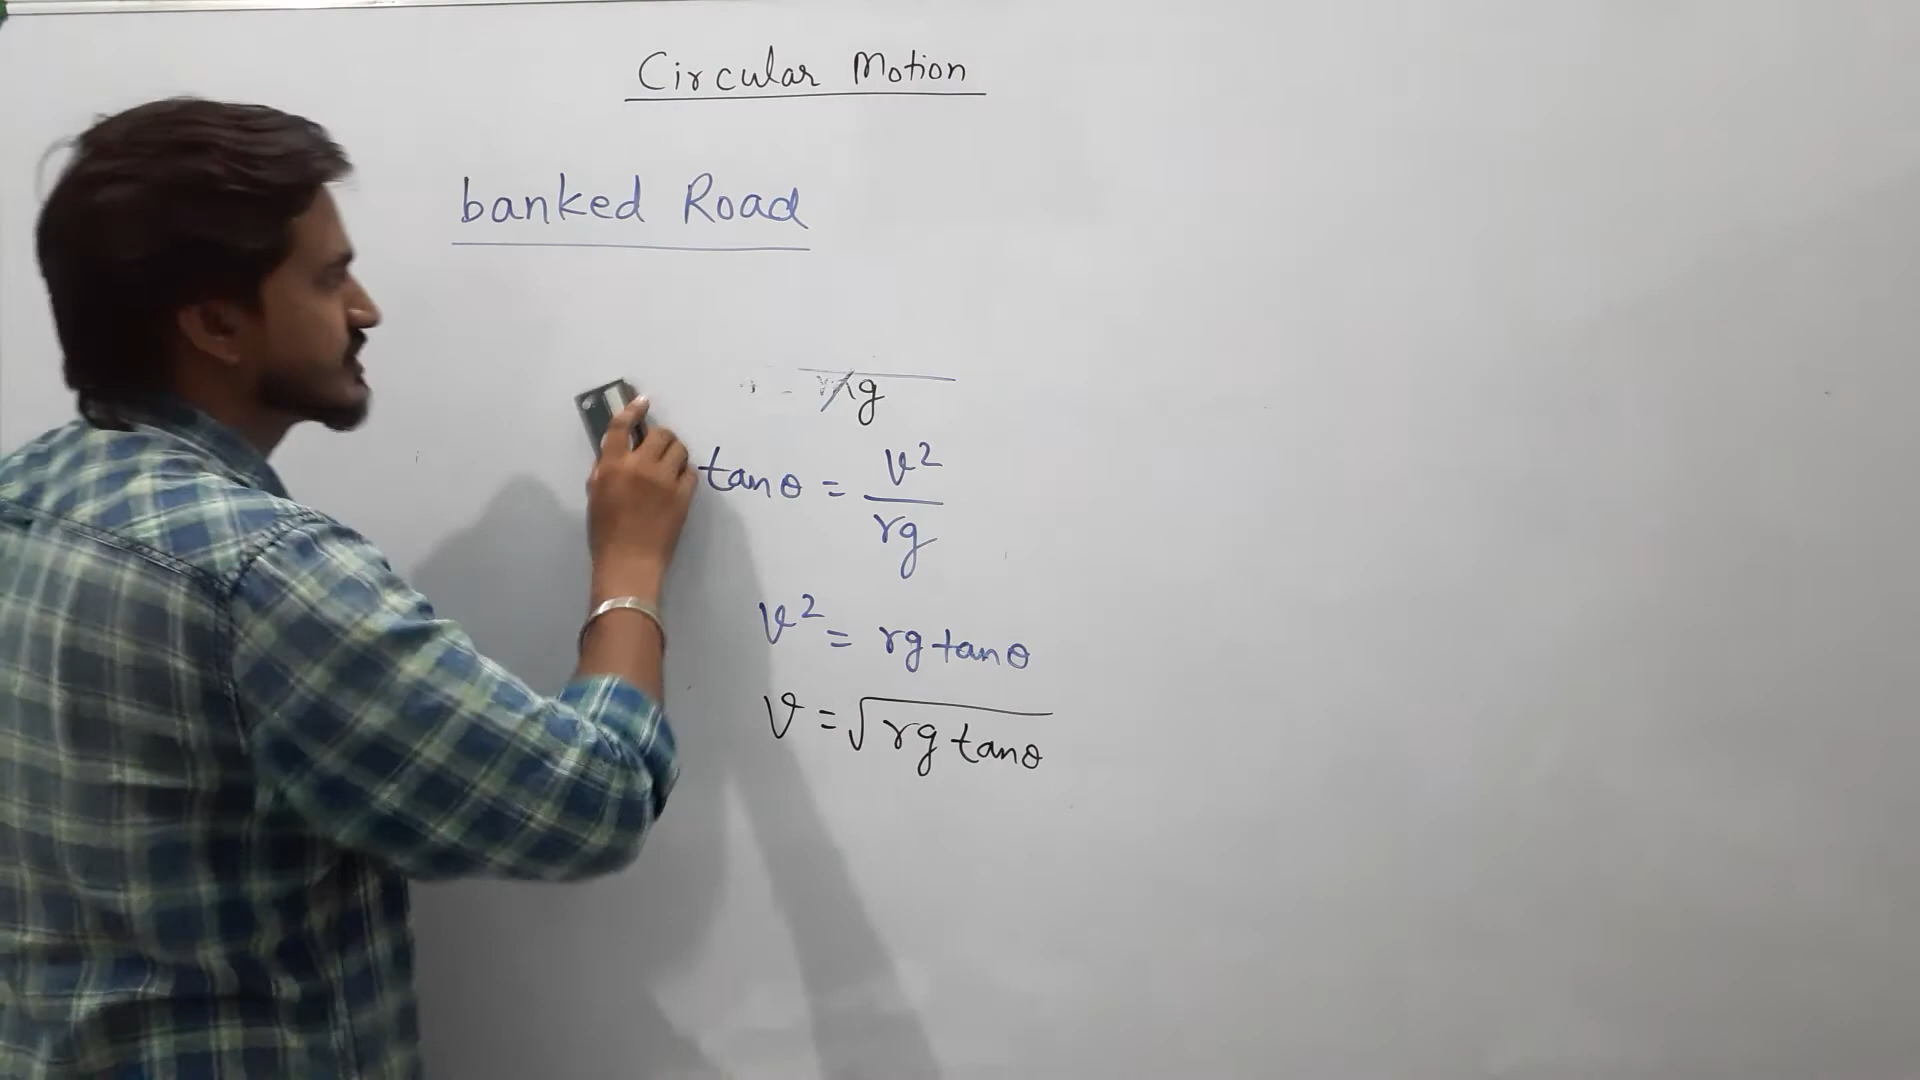 Circular Motion
banked Road
g
tanθ = v²/rg
v² = rg tanθ
v = √rg tanθ